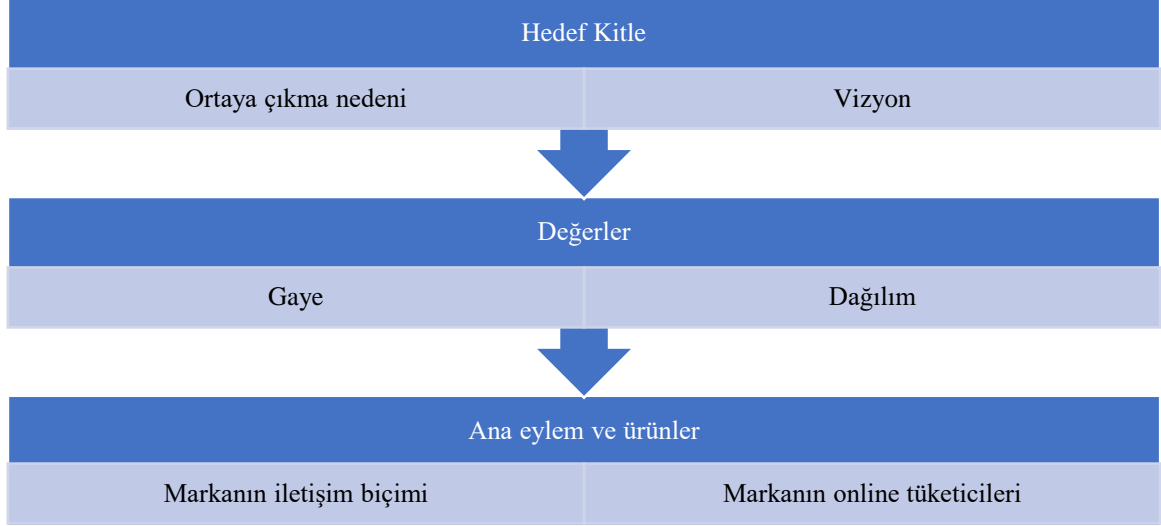 Hedef Kitle
Ortaya çıkma nedeni
Vizyon
Değerler
Gaye
Dağılım
Ana eylem ve ürünler
Markanın iletişim biçimi
Markanın online tüketicileri